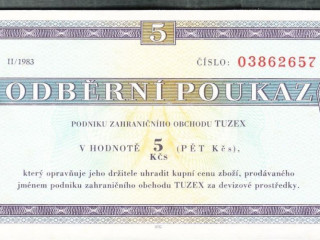 5
II/1983 ČÍSLO: 03862657
ODBĚRNÍ POUKAZ
PODNIKU ZAHRANIČNÍHO OBCHODU TUZEX
V HODNOTĚ 5 Kčs (PĚT Kčs),
který opravňuje jeho držitele uhradit kupní cenu zboží, prodávaného
jménem podniku zahraničního obchodu TUZEX za devizové prostředky.